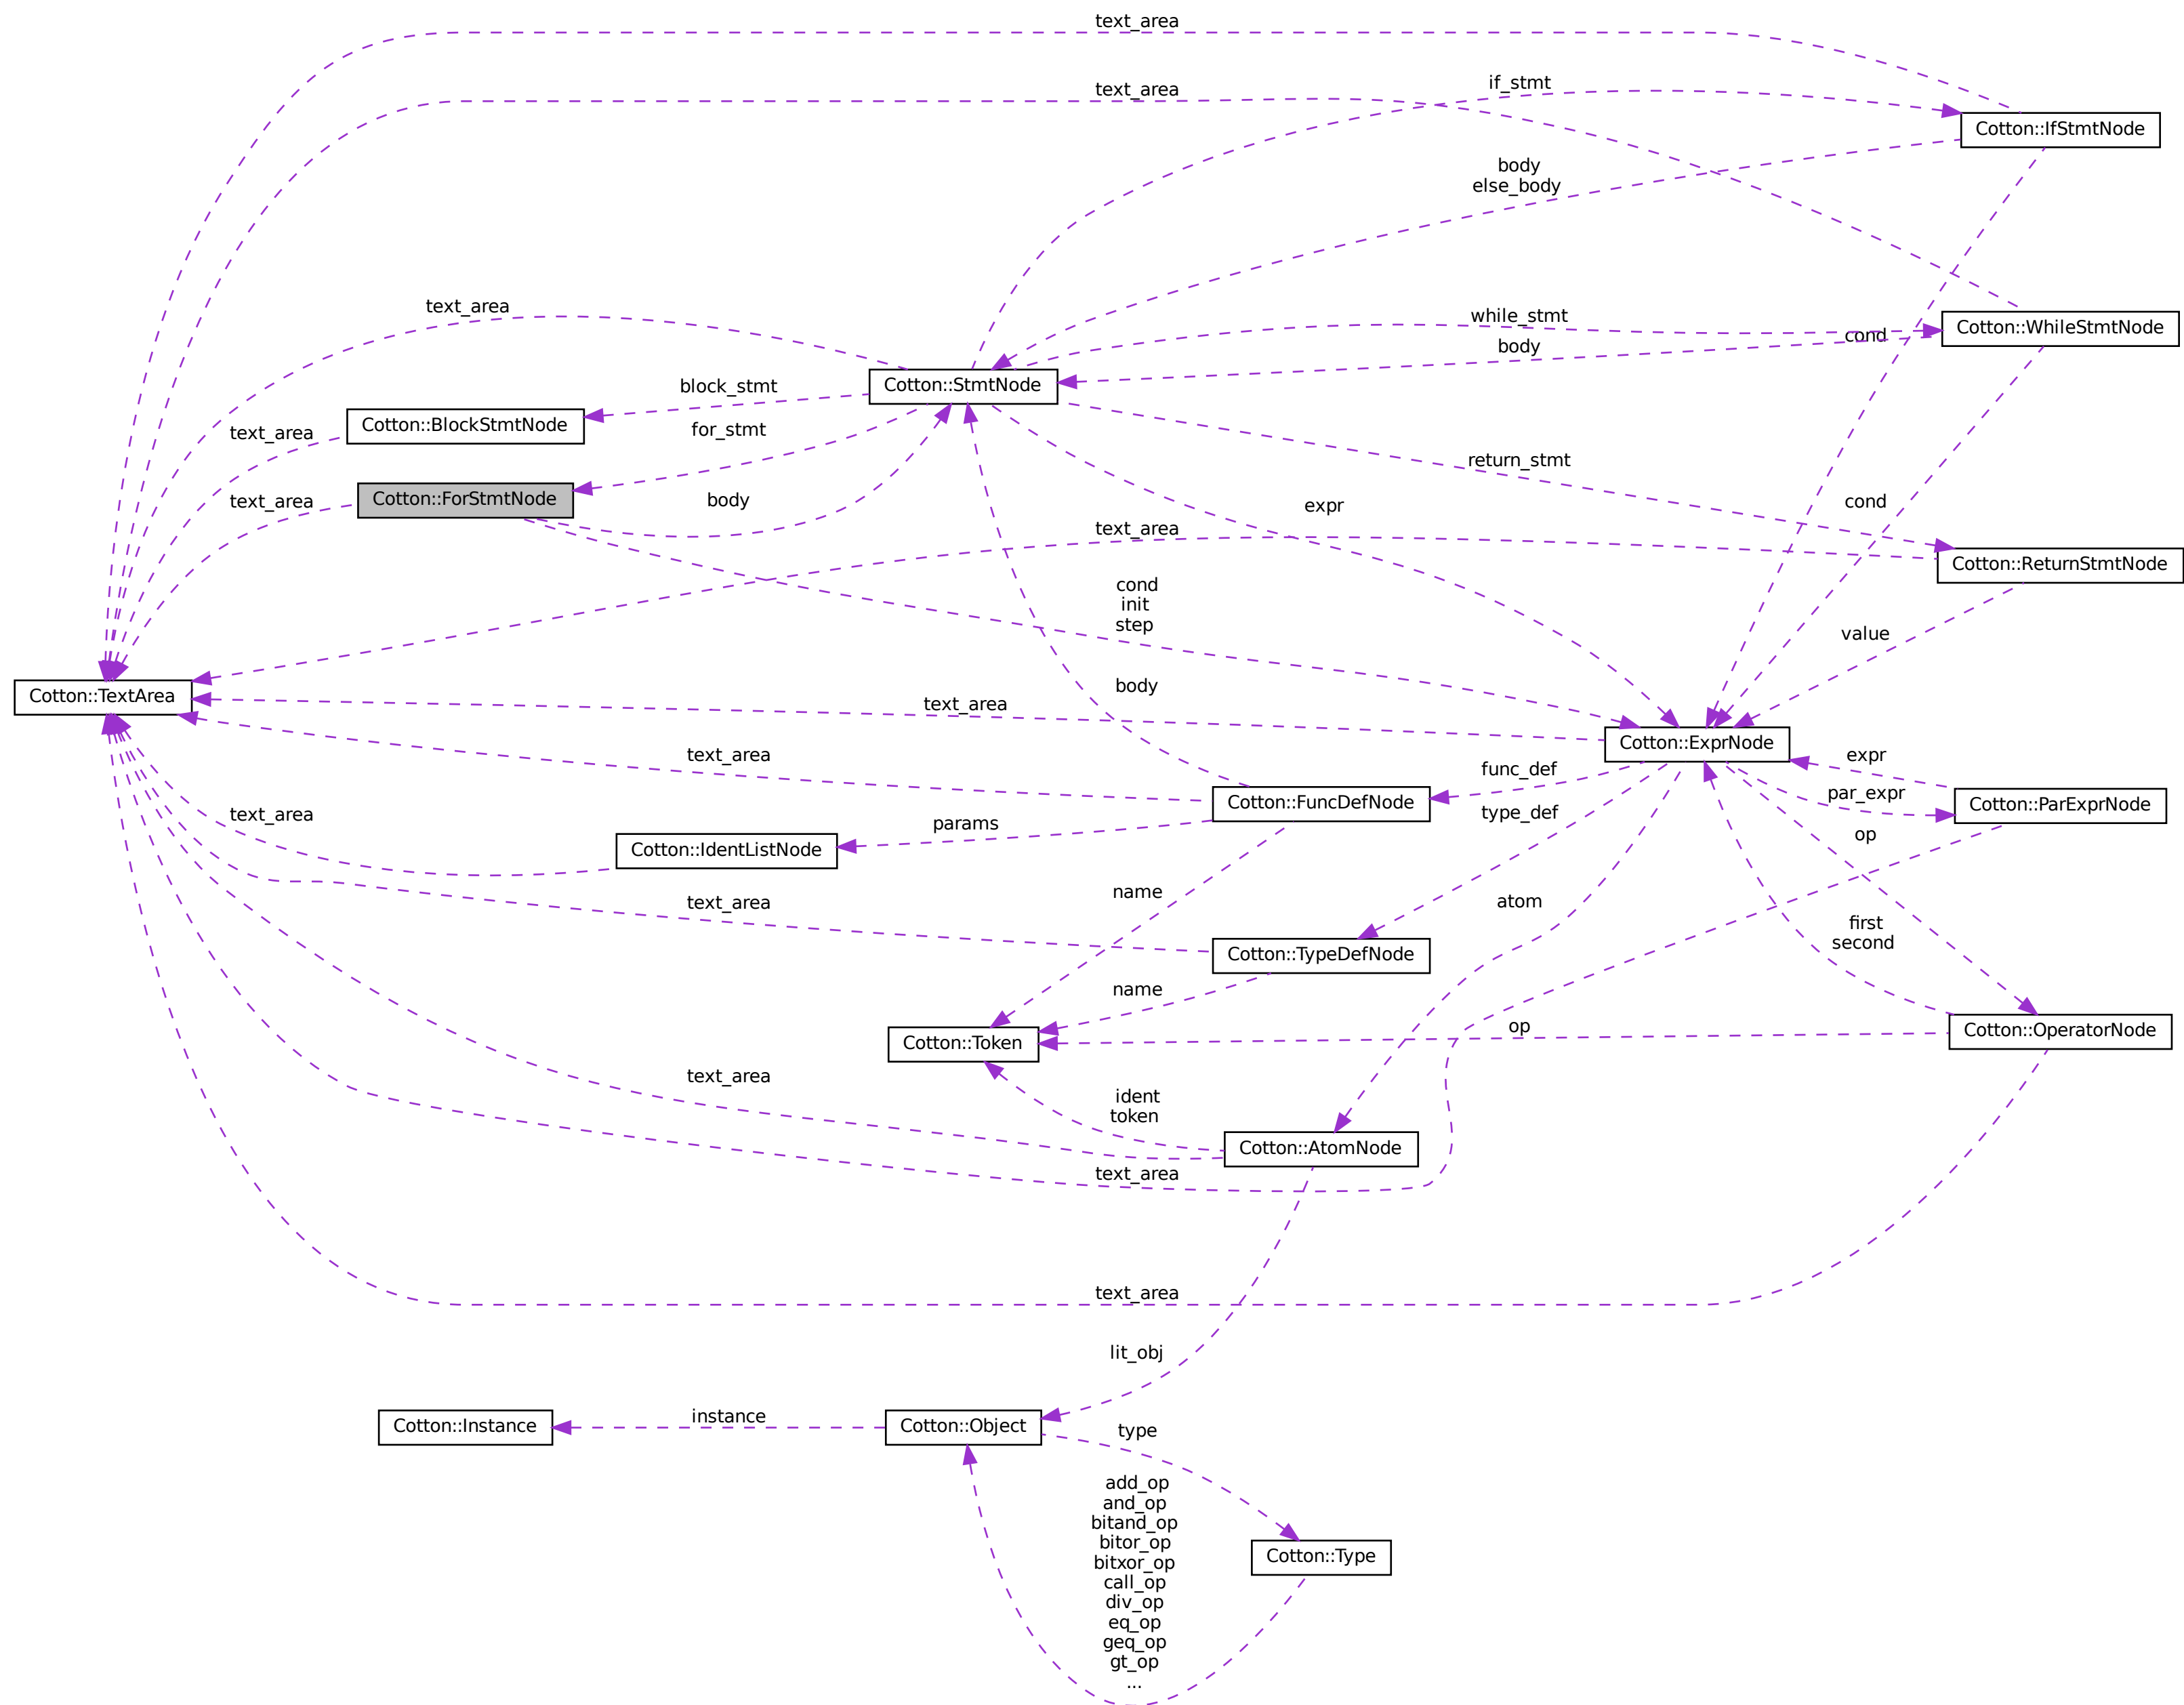 text_area
if_stmt
text_area
Cotton::IfStmtNode
body
else_body
text_area
while_stmt
Cotton::WhileStmtNode
cond
body
Cotton::StmtNode
block_stmt
Cotton::BlockStmtNode
text_area
for_stmt
return_stmt
Cotton::ForStmtNode
text_area
body
expr
cond
text_area
Cotton::ReturnStmtNode
cond
init
step
value
body
Cotton::TextArea
text_area
Cotton::ExprNode
text_area
expr
func_def
par_expr
Cotton::FuncDefNode
Cotton::ParExprNode
type_def
text_area
params
op
Cotton::IdentListNode
name
atom
text_area
first
second
Cotton::TypeDefNode
name
op
Cotton::OperatorNode
Cotton::Token
text_area
ident
token
Cotton::AtomNode
text_area
text_area
lit_obj
Cotton::Instance
instance
Cotton::Object
type
add_op
and_op
bitand_op
bitor_op
bitxor_op
call_op
div_op
eq_op
geq_op
gt_op
...
Cotton::Type